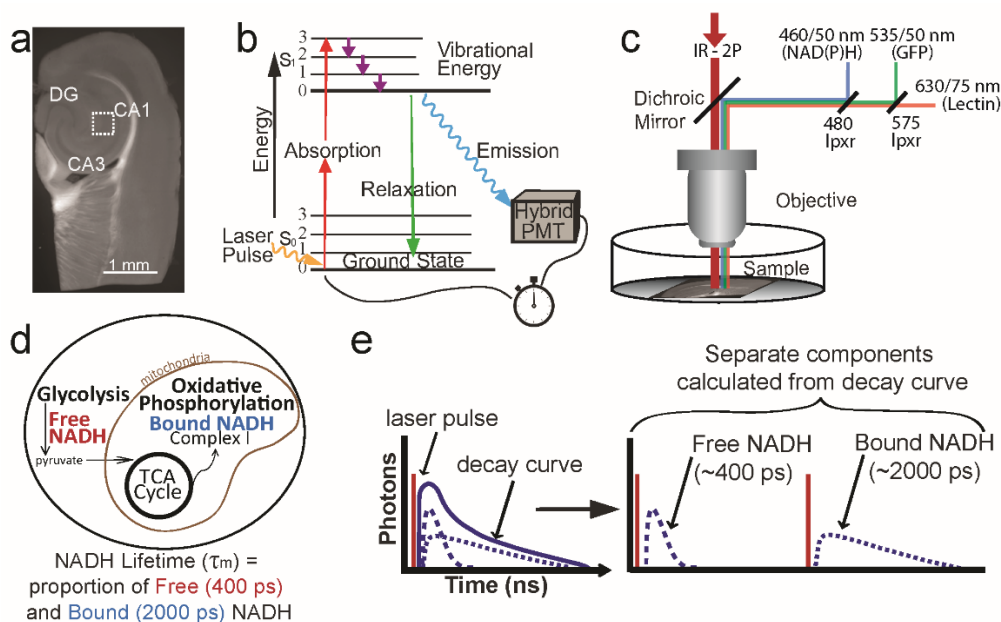 a
DG
CA1
CA3
1 mm
b
3
2
S1
1
0
Vibrational
Energy
Energy
Absorption
Emission
Relaxation
Hybrid
PMT
Laser
Pulse
3
2
S0
1
0
Ground State
c
IR - 2P
460/50 nm
(NAD(P)H)
535/50 nm
(GFP)
630/75 nm
(Lectin)
Dichroic
Mirror
480
lpxr
575
lpxr
Objective
Sample
d
mitochondria
Glycolysis
Free
NADH
pyruvate
Oxidative
Phosphorylation
Bound NADH
Complex I
TCA
Cycle
NADH Lifetime (τm) =
proportion of Free (400 ps)
and Bound (2000 ps) NADH
e
Separate components
calculated from decay curve
laser pulse
decay curve
Photons
Time (ns)
Free NADH
(~400 ps)
Bound NADH
(~2000 ps)